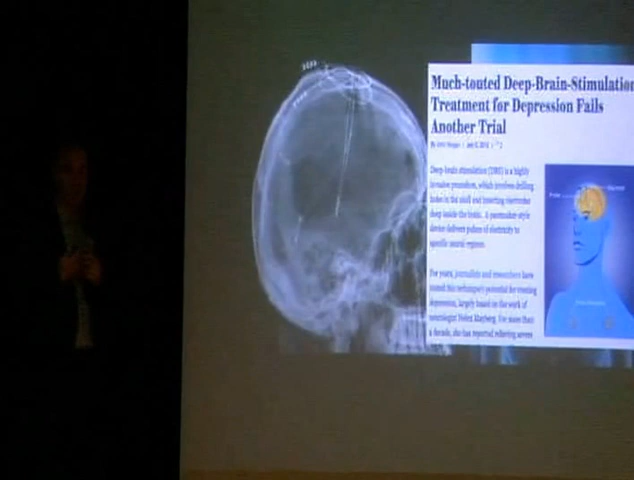 Much-touted Deep-Brain-Stimulation
Treatment for Depression Fails
Another Trial
Deep-brain stimulation (DBS) is a highly
invasive procedure, which involves drilling
holes in the skull and inserting electrodes
deep inside the brain. A pacemaker-style
device delivers pulses of electricity to
specific neural regions.
For years, journalists and researchers have
touted this technique's potential for treating
depression, largely based on the work of
neurologist Helen Mayberg. For more than
a decade, she has reported relieving severe